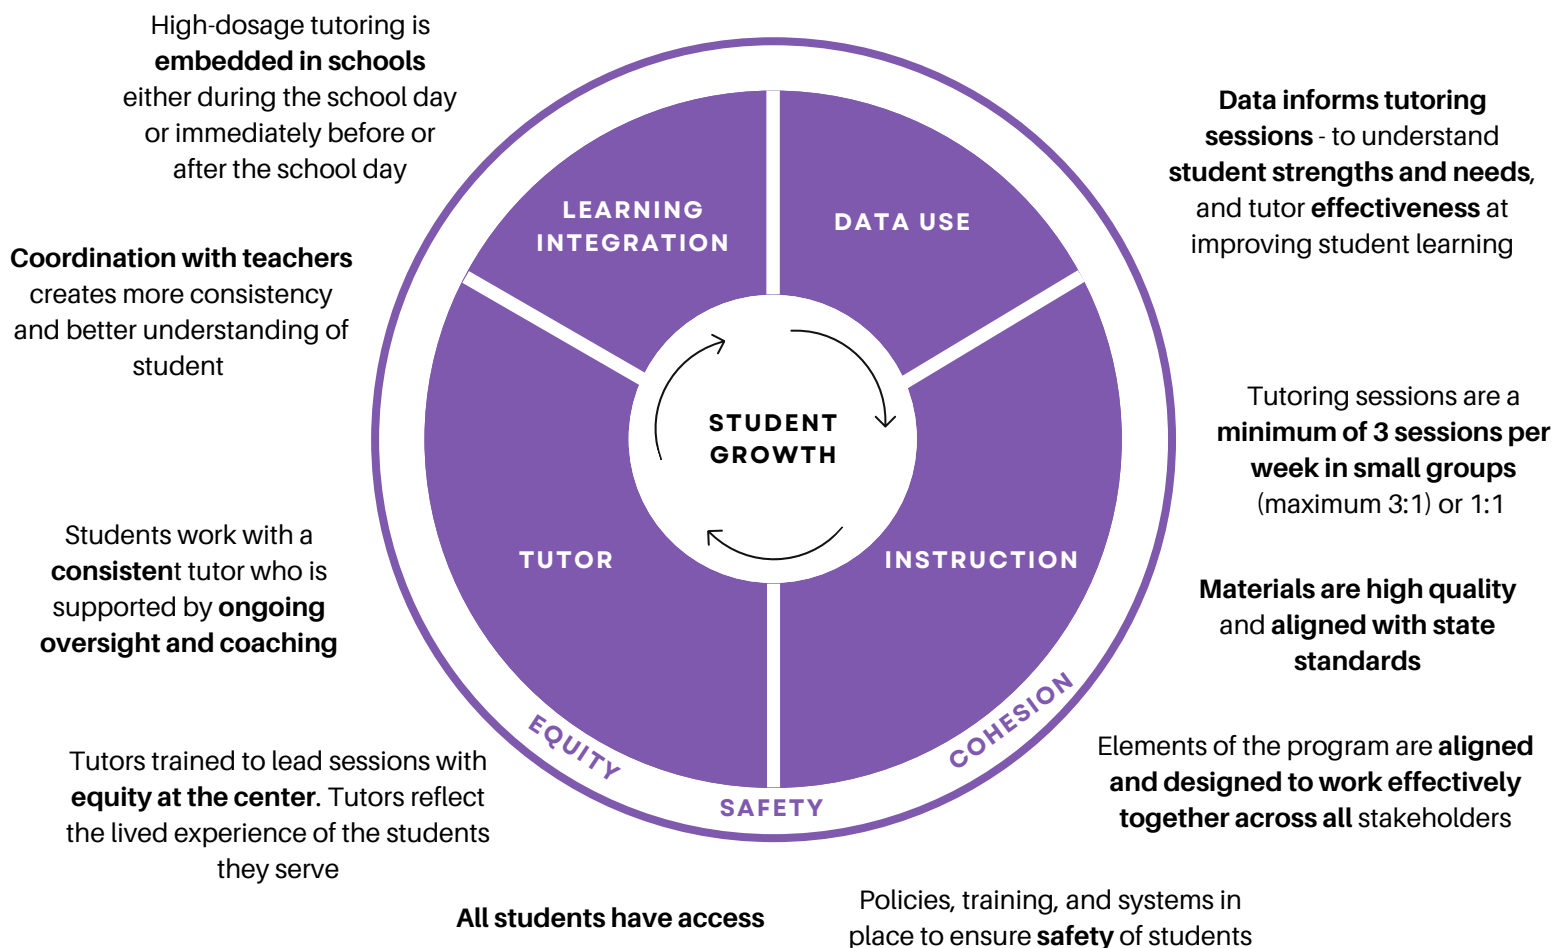 High-dosage tutoring is
embedded in schools
either during the school day
or immediately before or
after the school day
Coordination with teachers
creates more consistency
and better understanding of
student
Students work with a
consistent tutor who is
supported by ongoing
oversight and coaching
Tutors trained to lead sessions with
equity at the center. Tutors reflect
the lived experience of the students
they serve
All students have access
LEARNING
INTEGRATION
DATA USE
STUDENT
GROWTH
TUTOR
INSTRUCTION
EQUITY
SAFETY
COHESION
Data informs tutoring
sessions - to understand
student strengths and needs,
and tutor effectiveness at
improving student learning
Tutoring sessions are a
minimum of 3 sessions per
week in small groups
(maximum 3:1) or 1:1
Materials are high quality
and aligned with state
standards
Elements of the program are aligned
and designed to work effectively
together across all stakeholders
Policies, training, and systems in
place to ensure safety of students